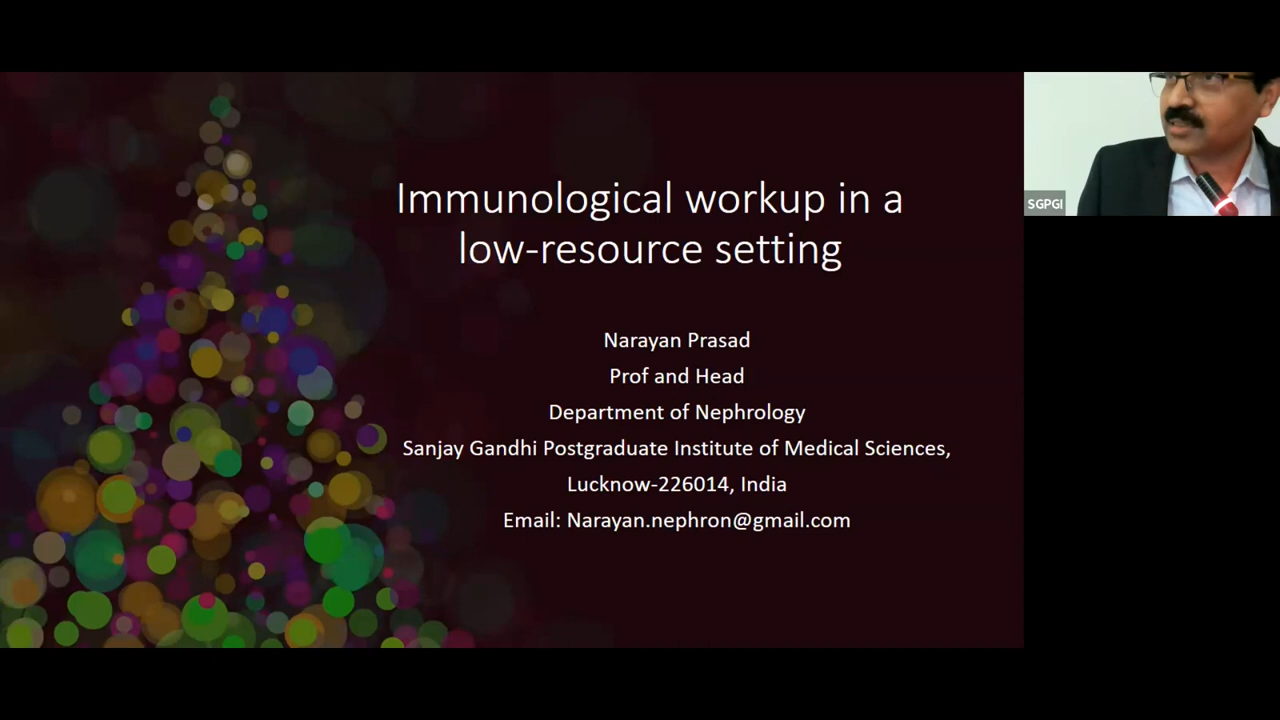 Immunological workup in a
low-resource setting
Narayan Prasad
Prof and Head
Department of Nephrology
Sanjay Gandhi Postgraduate Institute of Medical Sciences,
Lucknow-226014, India
Email: Narayan.nephron@gmail.com
SGPGI